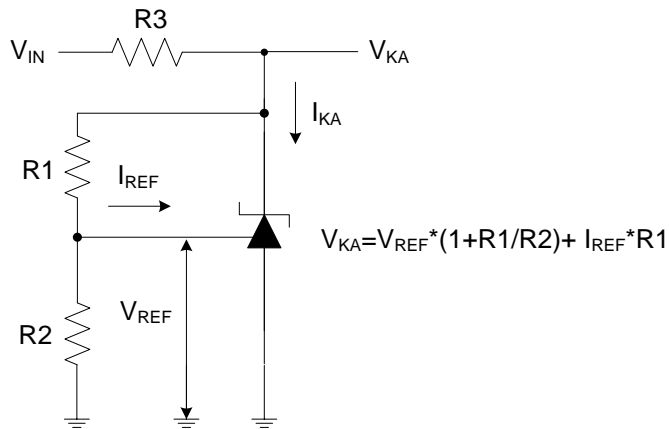 R3
V_IN
V_KA
I_KA
R1
I_REF
V_KA=V_REF*(1+R1/R2)+ I_REF*R1
V_REF
R2